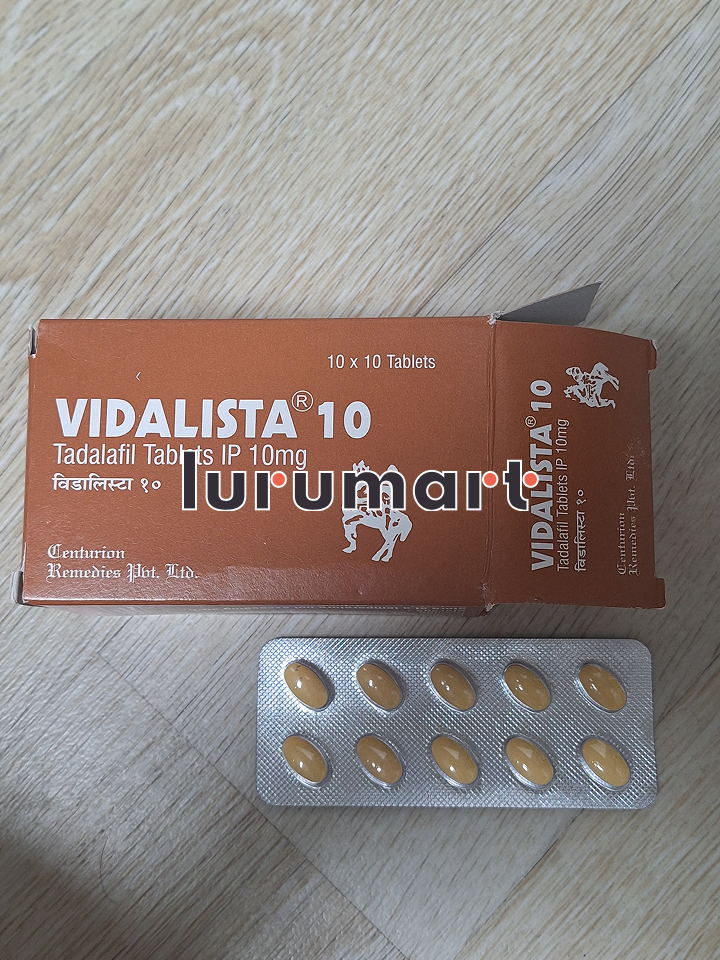 10 x 10 Tablets
VIDALISTA® 10
Tadalafil Tablets IP 10mg
विडालिस्टा १०
Centurion
Remedies Pvt. Ltd.
lurumart
VIDALISTA® 10
Tadalafil Tablets IP 10mg
विडालिस्टा १०
Centurion
Remedies Pvt. Ltd.